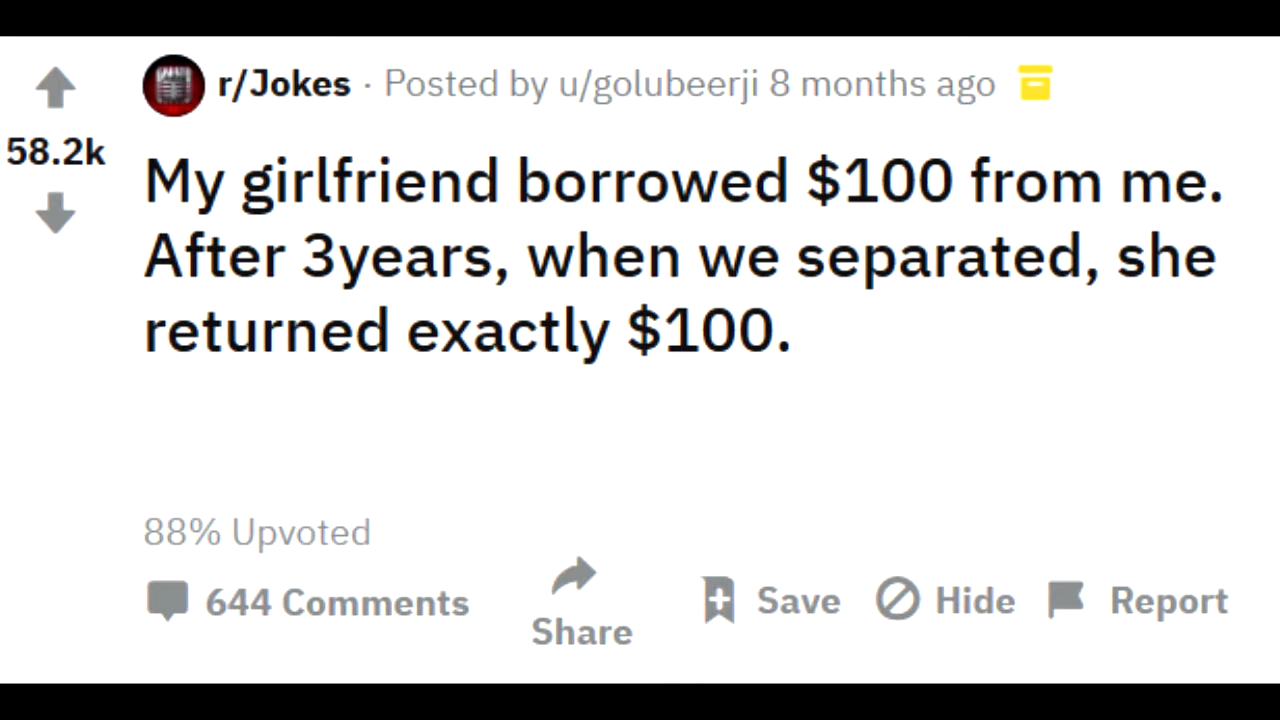 r/Jokes · Posted by u/golubeerji 8 months ago
58.2k
My girlfriend borrowed $100 from me.
After 3years, when we separated, she
returned exactly $100.
88% Upvoted
644 Comments Share Save Hide Report